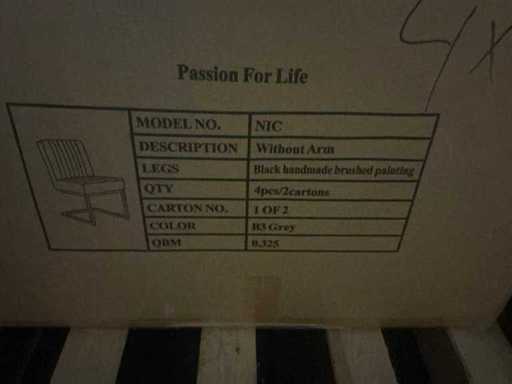 4x
Passion For Life
MODEL NO. NIC
DESCRIPTION Without Arm
LEGS Black handmade brushed painting
QTY 4pcs/2cartons
CARTON NO. 1 OF 2
COLOR B3 Grey
QBM 0.325